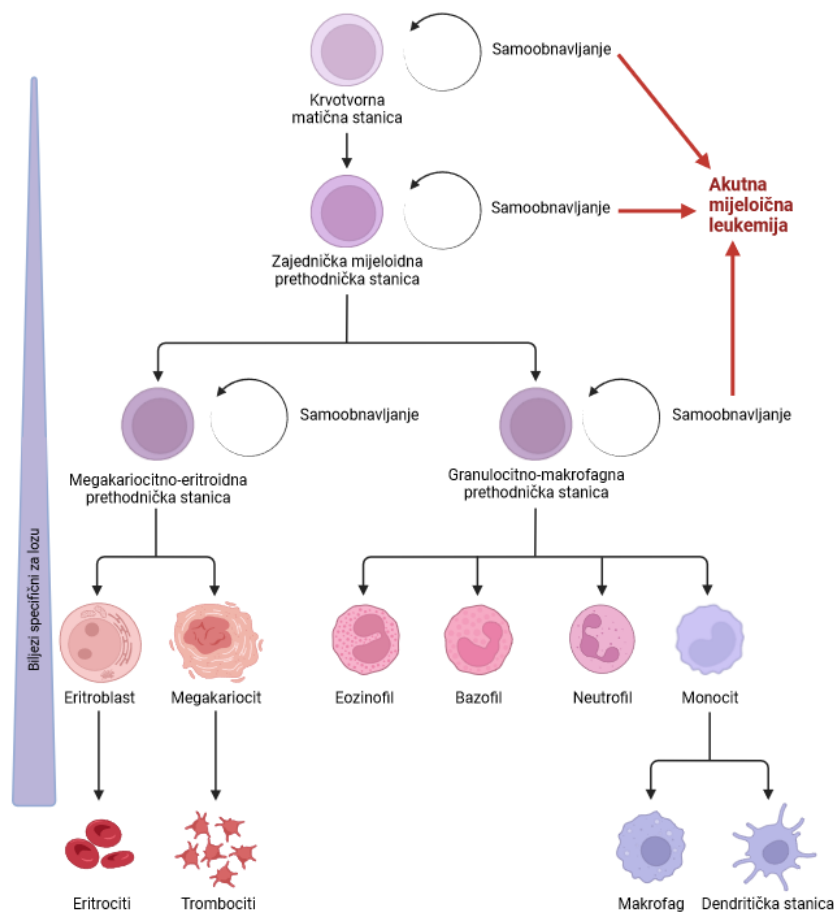 Samoobnavljanje
Krvotvorna
matična stanica
Samoobnavljanje
Akutna
mijeloična
leukemija
Zajednička mijeloidna
prethodnička stanica
Samoobnavljanje
Samoobnavljanje
Megakariocitno-eritroidna
prethodnička stanica
Granulocitno-makrofagna
prethodnička stanica
Biljezi specifični za lozu
Eritroblast
Megakariocit
Eozinofil
Bazofil
Neutrofil
Monocit
Eritrociti
Trombociti
Makrofag
Dendritička stanica